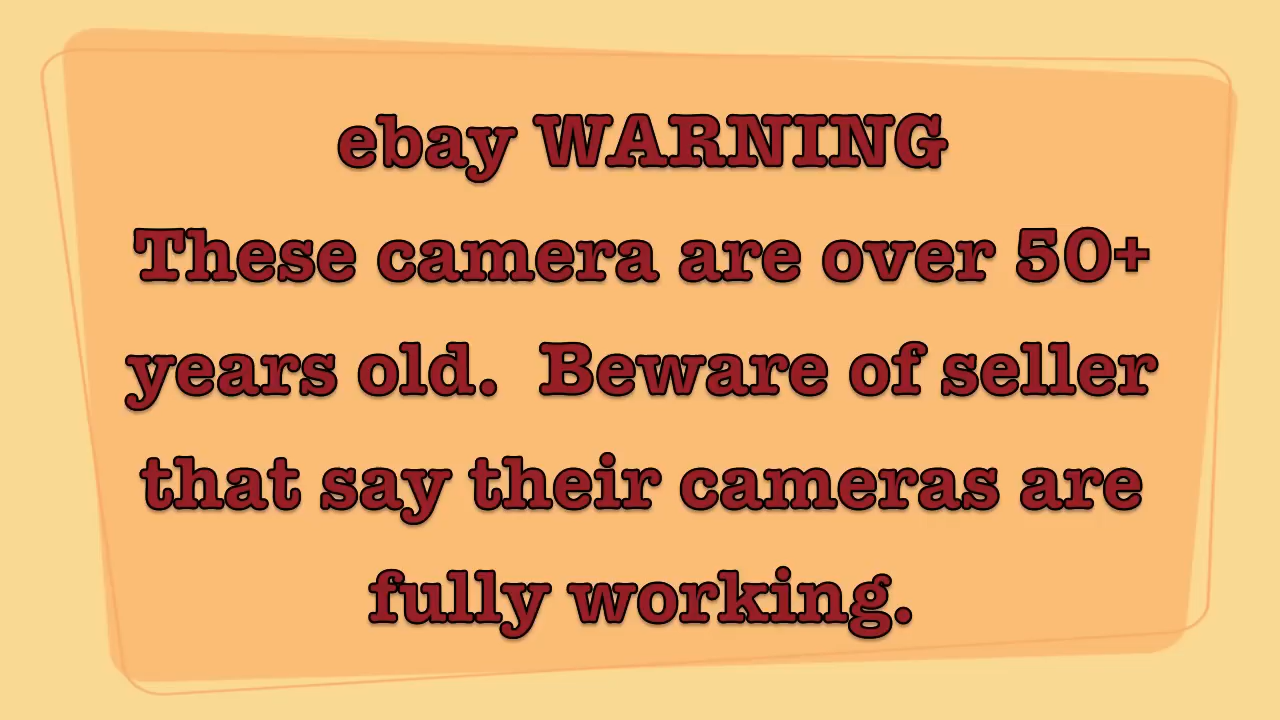 ebay WARNING
These camera are over 50+
years old.  Beware of seller
that say their cameras are
fully working.